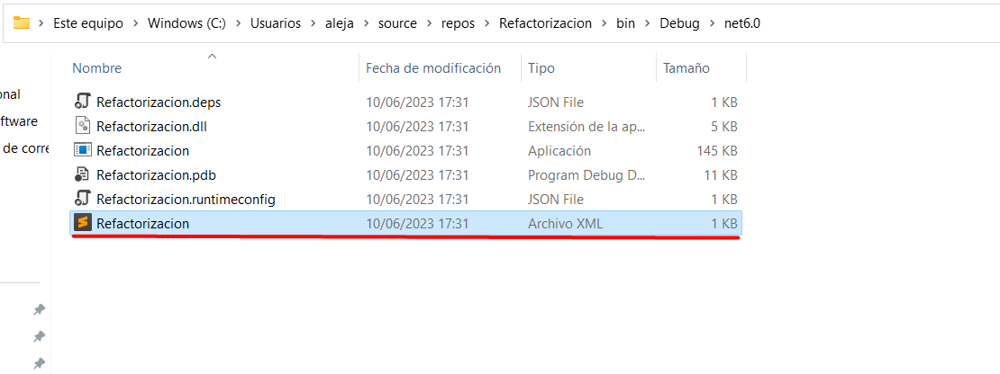 Este equipo > Windows (C:) > Usuarios > aleja > source > repos > Refactorizacion > bin > Debug > net6.0
Nombre Fecha de modificación Tipo Tamaño
onal
ftware
de corre
Refactorizacion.deps 10/06/2023 17:31 JSON File 1 KB
Refactorizacion.dll 10/06/2023 17:31 Extensión de la ap... 5 KB
Refactorizacion 10/06/2023 17:31 Aplicación 145 KB
Refactorizacion.pdb 10/06/2023 17:31 Program Debug D... 11 KB
Refactorizacion.runtimeconfig 10/06/2023 17:31 JSON File 1 KB
Refactorizacion 10/06/2023 17:31 Archivo XML 1 KB